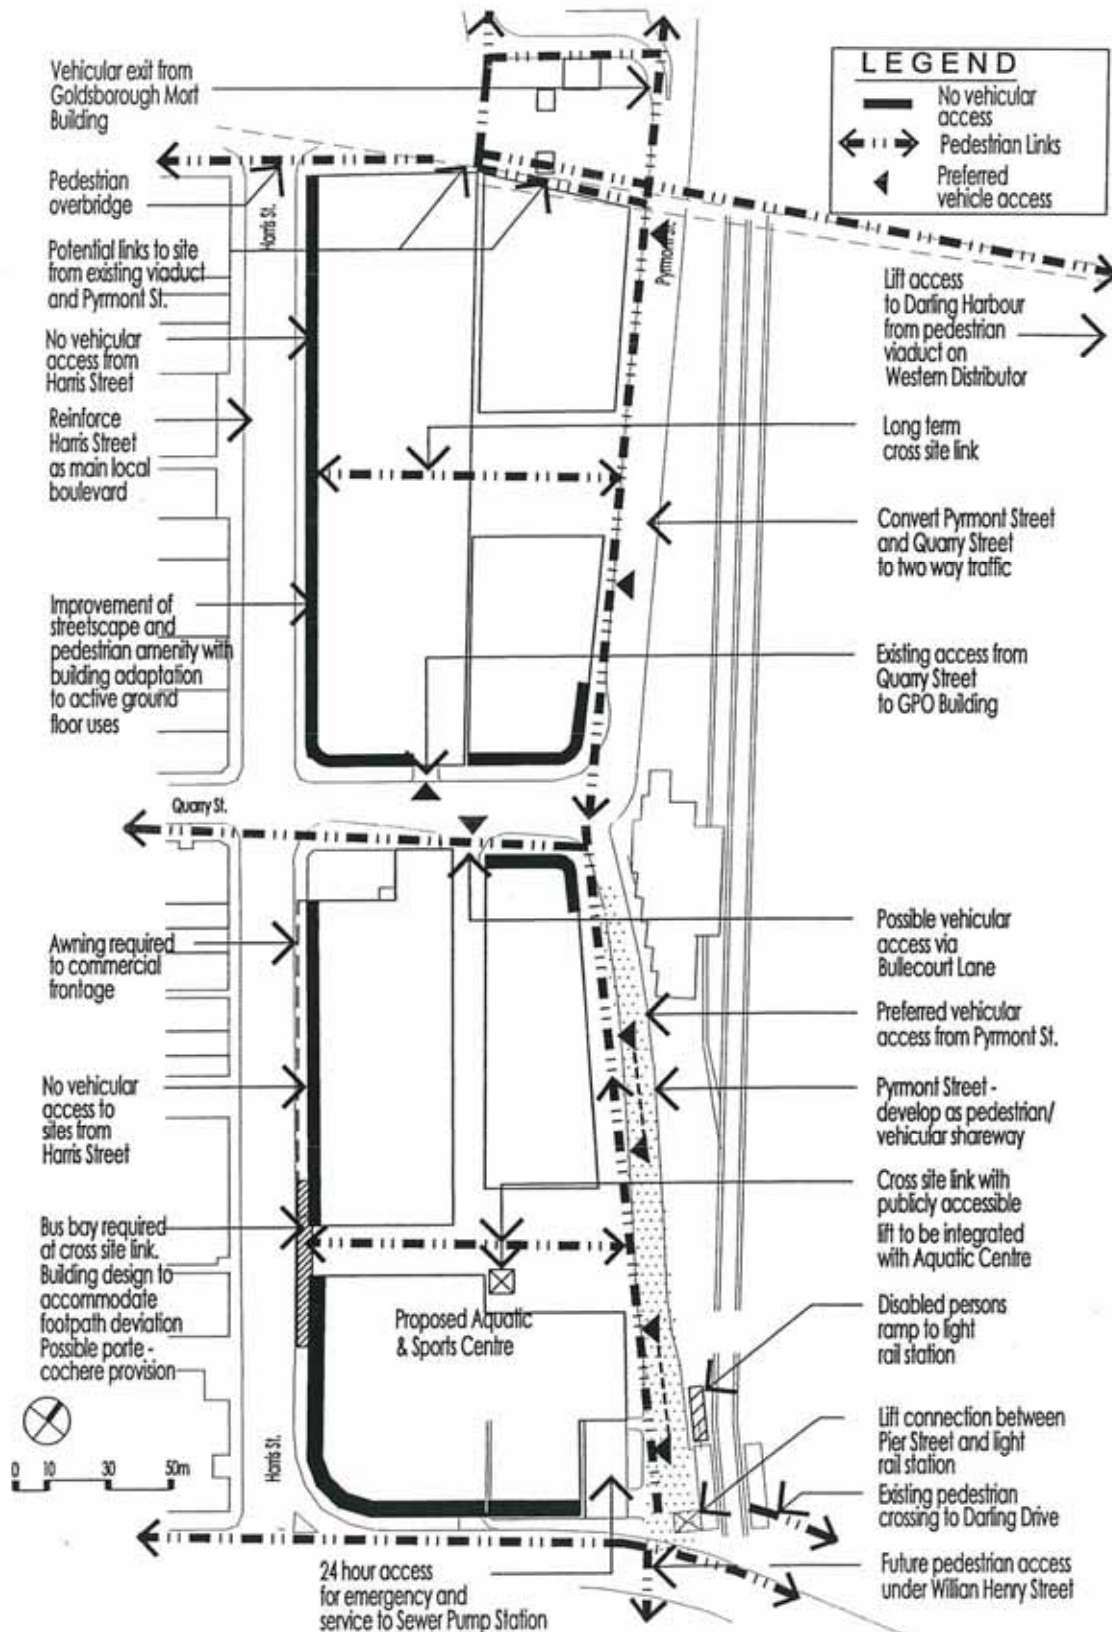 Vehicular exit from
Goldsborough Mort
Building
Pedestrian
overbridge
Potential links to site
from existing viaduct
and Pyrmont St.
No vehicular
access from
Harris Street
Reinforce
Harris Street
as main local
boulevard
Improvement of
streetscape and
pedestrian amenity with
building adaptation
to active ground
floor uses
Harris St.
Pyrmont St.
LEGEND
No vehicular
access
Pedestrian Links
Preferred
vehicle access
Lift access
to Darling Harbour
from pedestrian
viaduct on
Western Distributor
Long term
cross site link
Convert Pyrmont Street
and Quarry Street
to two way traffic
Existing access from
Quarry Street
to GPO Building
Quarry St.
Awning required
to commercial
frontage
No vehicular
access to
sites from
Harris Street
Bus bay required
at cross site link.
Building design to
accommodate
footpath deviation
Possible porte -
cochere provision
Proposed Aquatic
& Sports Centre
Harris St.
0 10 30 50m
24 hour access
for emergency and
service to Sewer Pump Station
Possible vehicular
access via
Bullecourt Lane
Preferred vehicular
access from Pyrmont St.
Pyrmont Street -
develop as pedestrian/
vehicular shareway
Cross site link with
publicly accessible
lift to be integrated
with Aquatic Centre
Disabled persons
ramp to light
rail station
Lift connection between
Pier Street and light
rail station
Existing pedestrian
crossing to Darling Drive
Future pedestrian access
under Willian Henry Street